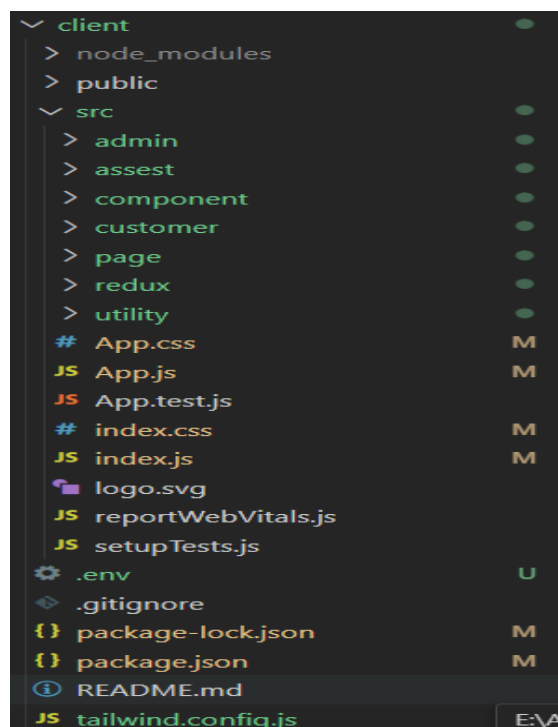 client
node_modules
public
src
admin
assest
component
customer
page
redux
utility
# App.css M
JS App.js M
JS App.test.js
# index.css M
JS index.js M
logo.svg
JS reportWebVitals.js
JS setupTests.js
.env U
.gitignore
{} package-lock.json M
{} package.json M
README.md
JS tailwind.config.js E:\A